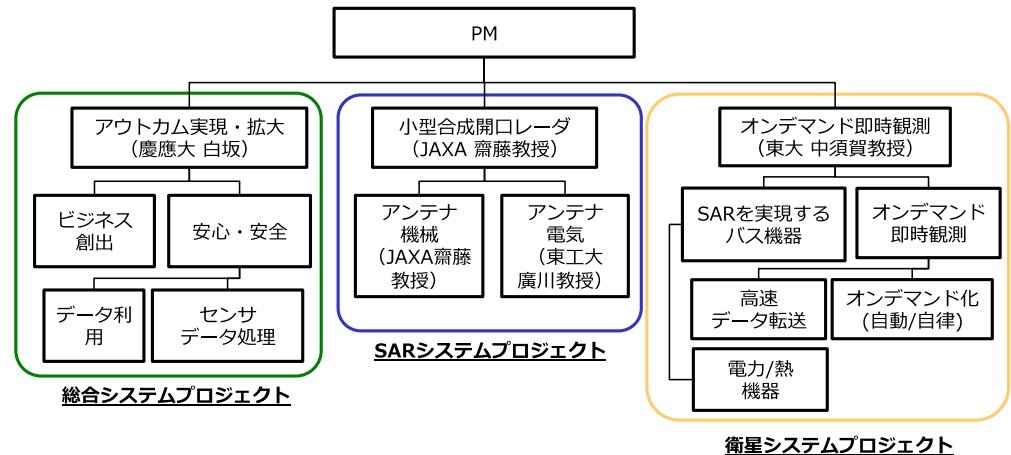 PM
アウトカム実現・拡大
（慶應大 白坂）
ビジネス
創出
安心・安全
データ利
用
センサ
データ処理
総合システムプロジェクト
小型合成開口レーダ
（JAXA 齋藤教授）
アンテナ
機械
（JAXA齋藤
教授）
アンテナ
電気
（東工大
廣川教授）
SARシステムプロジェクト
オンデマンド即時観測
（東大 中須賀教授）
SARを実現する
バス機器
オンデマンド
即時観測
高速
データ転送
オンデマンド化
(自動/自律)
電力/熱
機器
衛星システムプロジェクト